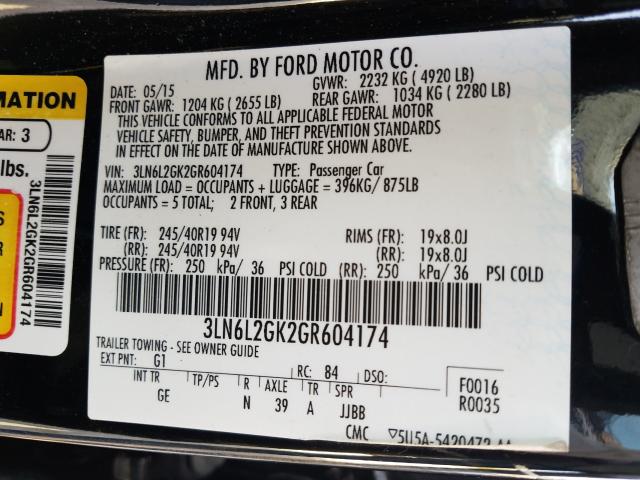 MFD. BY FORD MOTOR CO.
DATE: 05/15 GVWR: 2232 KG ( 4920 LB)
FRONT GAWR: 1204 KG ( 2655 LB) REAR GAWR: 1034 KG ( 2280 LB)
THIS VEHICLE CONFORMS TO ALL APPLICABLE FEDERAL MOTOR
VEHICLE SAFETY, BUMPER, AND THEFT PREVENTION STANDARDS
IN EFFECT ON THE DATE OF MANUFACTURE SHOWN ABOVE.
VIN: 3LN6L2GK2GR604174 TYPE: Passenger Car
MAXIMUM LOAD = OCCUPANTS + LUGGAGE = 396KG/ 875LB
OCCUPANTS = 5 TOTAL; 2 FRONT, 3 REAR
TIRE (FR): 245/40R19 94V RIMS (FR): 19x8.0J
(RR): 245/40R19 94V (RR): 19x8.0J
PRESSURE (FR): 250 kPa/ 36 PSI COLD (RR): 250 kPa/ 36 PSI COLD
3LN6L2GK2GR604174
TRAILER TOWING - SEE OWNER GUIDE
EXT PNT: G1 RC: 84 DSO:
INT TR TP/PS R AXLE TR SPR F0016
GE N 39 A JJBB R0035
CMC
MATION
AR: 3
lbs.
3LN6L2GK2GR604174
S
R
S
N